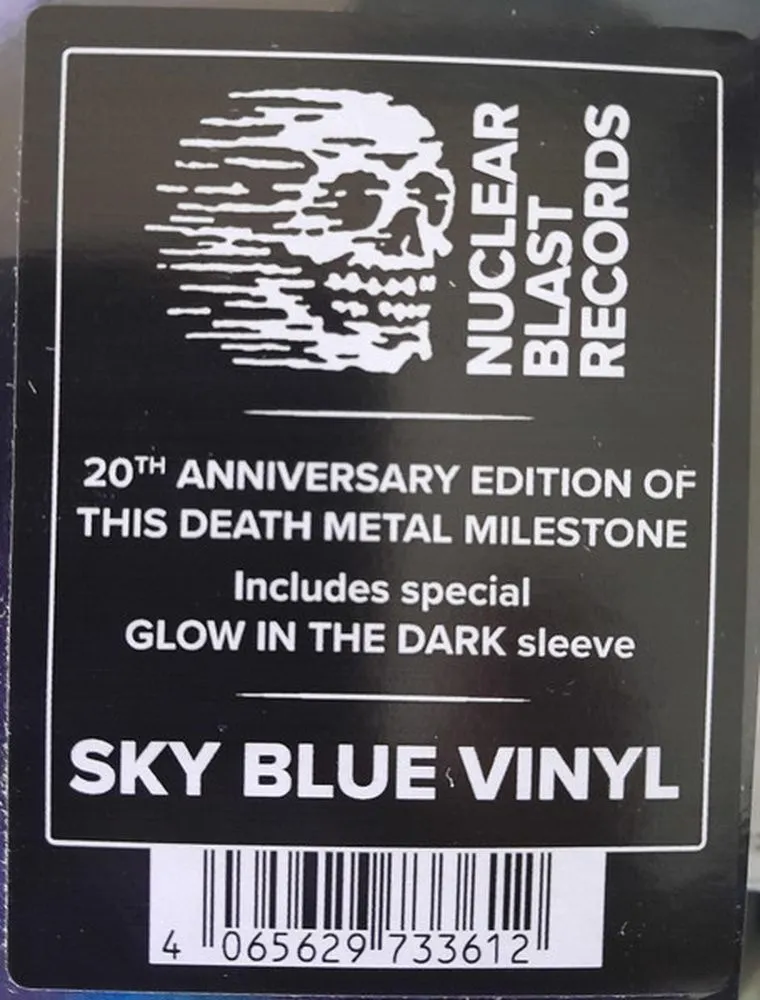 NUCLEAR
BLAST
RECORDS
20TH ANNIVERSARY EDITION OF
THIS DEATH METAL MILESTONE
Includes special
GLOW IN THE DARK sleeve
SKY BLUE VINYL
4 065629 733612